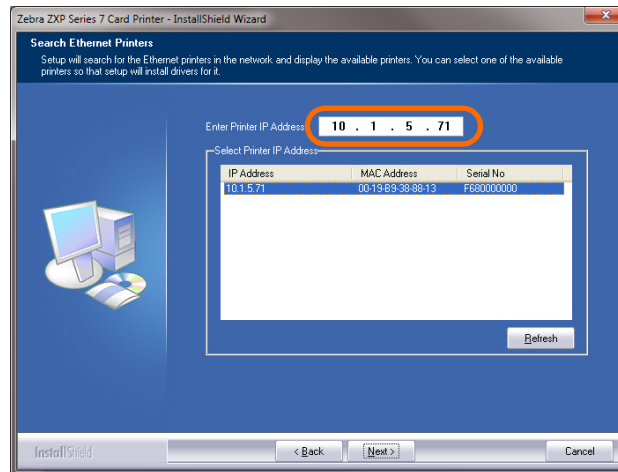 Zebra ZXP Series 7 Card Printer - InstallShield Wizard
Search Ethernet Printers
Setup will search for the Ethernet printers in the network and display the available printers. You can select one of the available
printers so that setup will install drivers for it.
Enter Printer IP Address: 10 . 1 . 5 . 71
Select Printer IP Address
IP Address MAC Address Serial No
10.1.5.71 00-19-B9-38-88-13 F680000000
Refresh
InstallShield < Back Next > Cancel